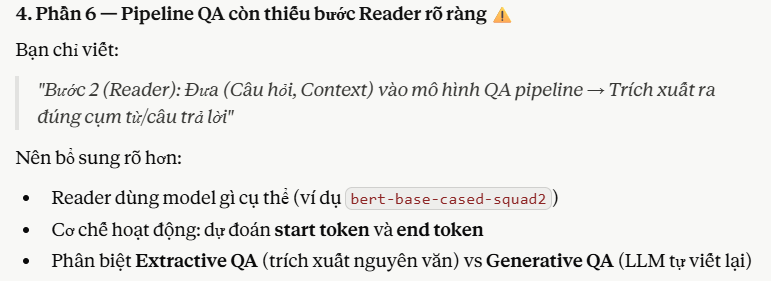 4. Phần 6 — Pipeline QA còn thiếu bước Reader rõ ràng ⚠️
Bạn chỉ viết:
"Bước 2 (Reader): Đưa (Câu hỏi, Context) vào mô hình QA pipeline → Trích xuất ra
đúng cụm từ/câu trả lời"
Nên bổ sung rõ hơn:
• Reader dùng model gì cụ thể (ví dụ bert-base-cased-squad2)
• Cơ chế hoạt động: dự đoán start token và end token
• Phân biệt Extractive QA (trích xuất nguyên văn) vs Generative QA (LLM tự viết lại)